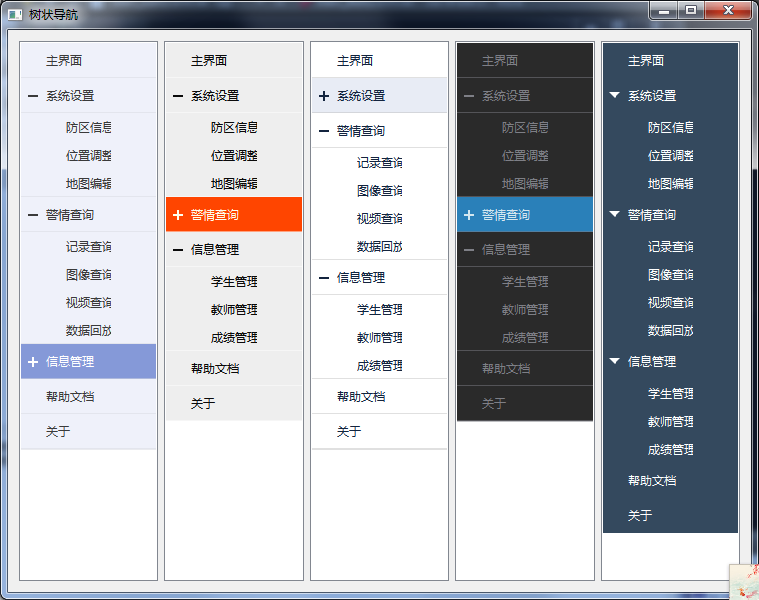 树状导航
主界面
系统设置
防区信息
位置调整
地图编辑
警情查询
记录查询
图像查询
视频查询
数据回放
信息管理
帮助文档
关于
主界面
系统设置
防区信息
位置调整
地图编辑
警情查询
信息管理
学生管理
教师管理
成绩管理
帮助文档
关于
主界面
系统设置
警情查询
记录查询
图像查询
视频查询
数据回放
信息管理
学生管理
教师管理
成绩管理
帮助文档
关于
主界面
系统设置
防区信息
位置调整
地图编辑
警情查询
信息管理
学生管理
教师管理
成绩管理
帮助文档
关于
主界面
系统设置
防区信息
位置调整
地图编辑
警情查询
记录查询
图像查询
视频查询
数据回放
信息管理
学生管理
教师管理
成绩管理
帮助文档
关于